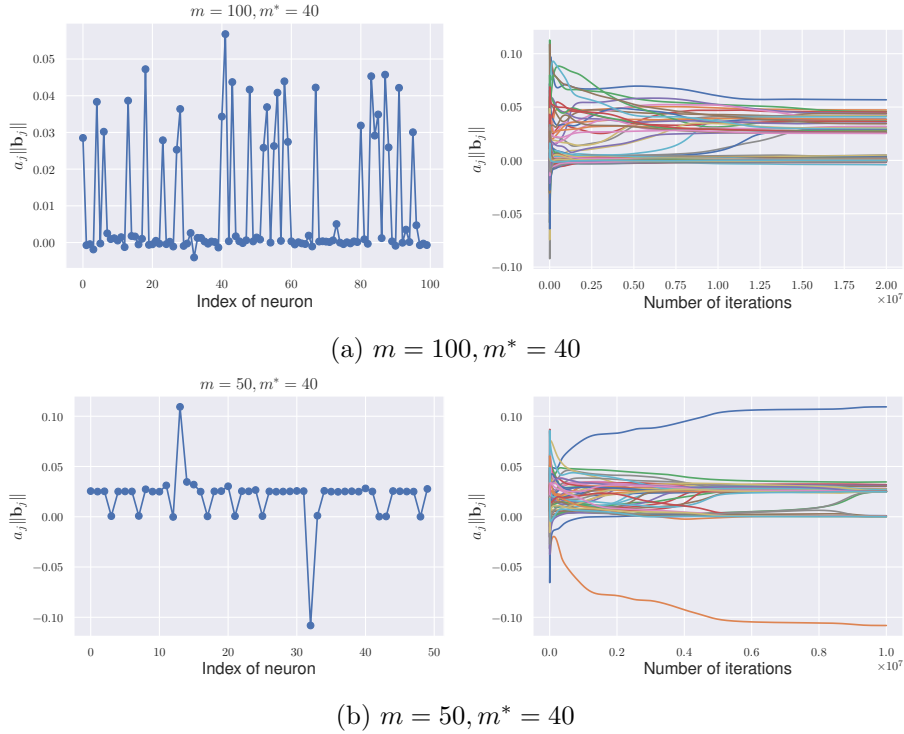 m = 100, m* = 40
0.05
0.04
0.03
0.02
0.01
0.00
a_j‖b_j‖
0 20 40 60 80 100
Index of neuron
0.10
0.05
0.00
−0.05
−0.10
a_j‖b_j‖
0.00 0.25 0.50 0.75 1.00 1.25 1.50 1.75 2.00
×10⁷
Number of iterations
(a) m = 100, m* = 40
m = 50, m* = 40
0.10
0.05
0.00
−0.05
−0.10
a_j‖b_j‖
0 10 20 30 40 50
Index of neuron
0.10
0.05
0.00
−0.05
−0.10
a_j‖b_j‖
0.0 0.2 0.4 0.6 0.8 1.0
×10⁷
Number of iterations
(b) m = 50, m* = 40